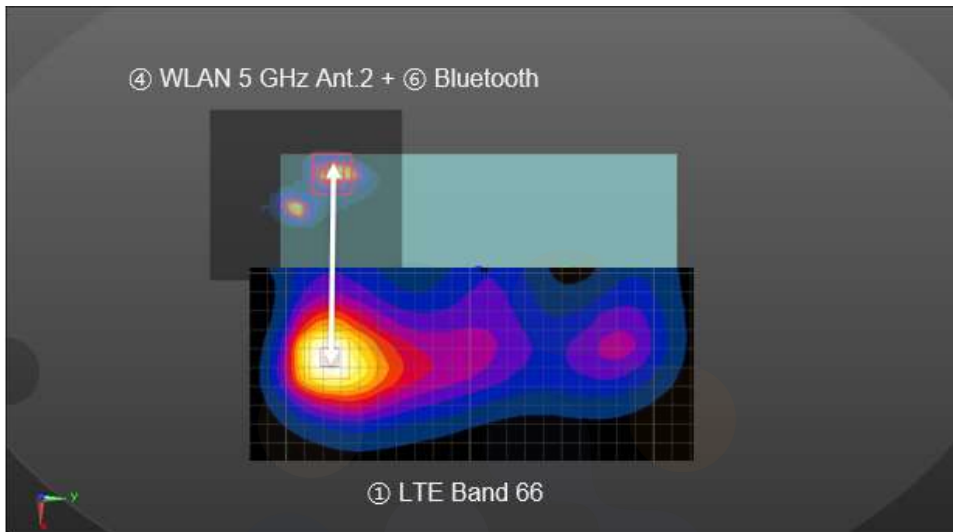 ④ WLAN 5 GHz Ant.2 + ⑥ Bluetooth
① LTE Band 66
y